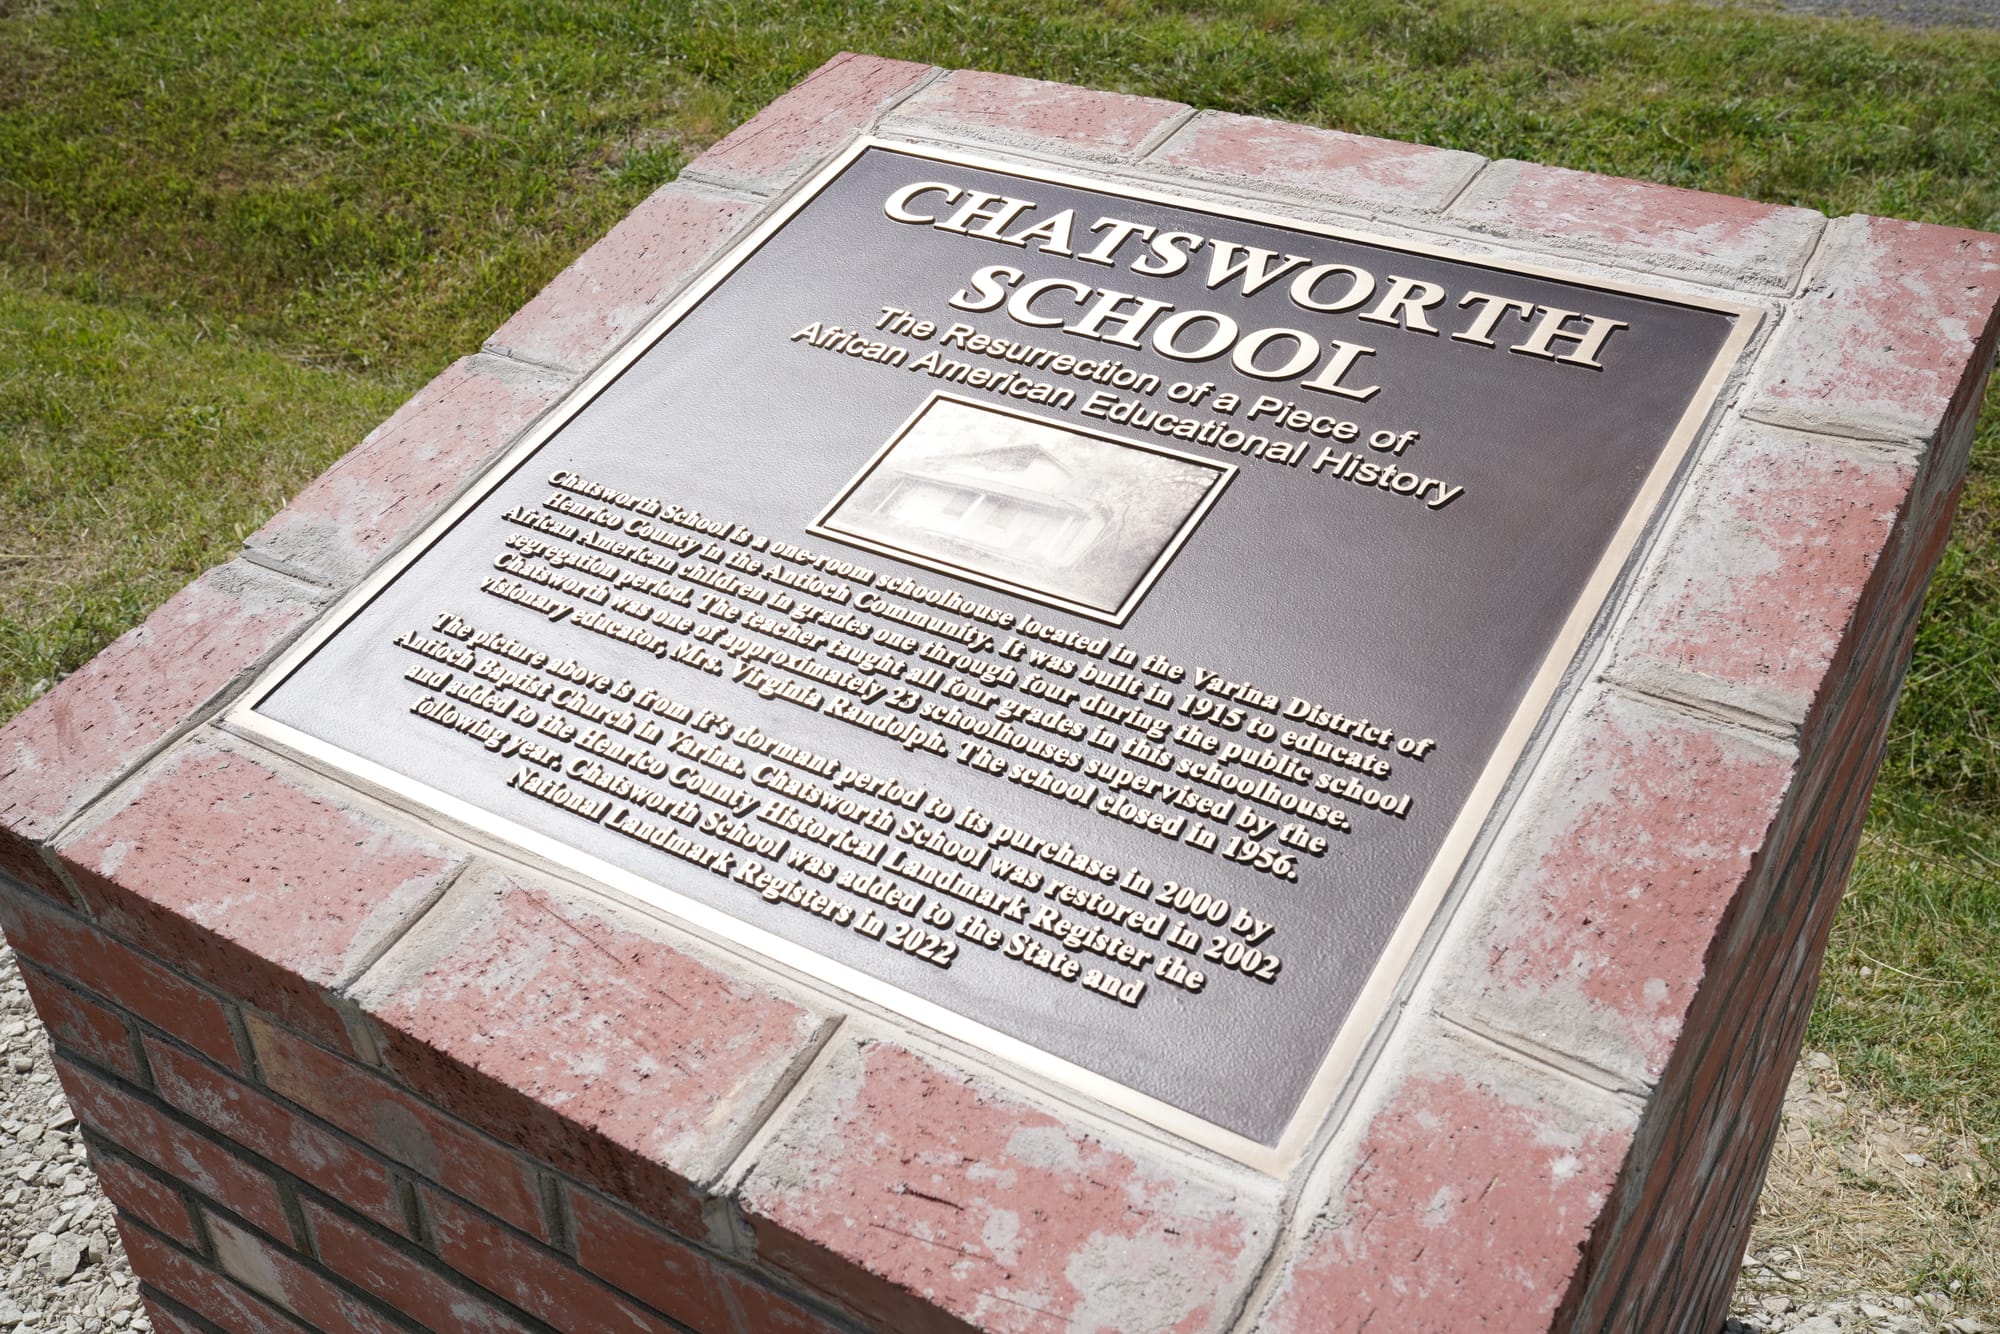 CHATSWORTH
SCHOOL
The Resurrection of a Piece of
African American Educational History
Chatsworth School is a one-room schoolhouse located in the Varina District of
Henrico County in the Antioch Community. It was built in 1915 to educate
African American children in grades one through four during the public school
segregation period. The teacher taught all four grades in this schoolhouse.
Chatsworth was one of approximately 23 schoolhouses supervised by the
visionary educator, Mrs. Virginia Randolph. The school closed in 1956.
The picture above is from it's dormant period to its purchase in 2000 by
Antioch Baptist Church in Varina. Chatsworth School was restored in 2002
and added to the Henrico County Historical Landmark Register the
following year. Chatsworth School was added to the State and
National Landmark Registers in 2022